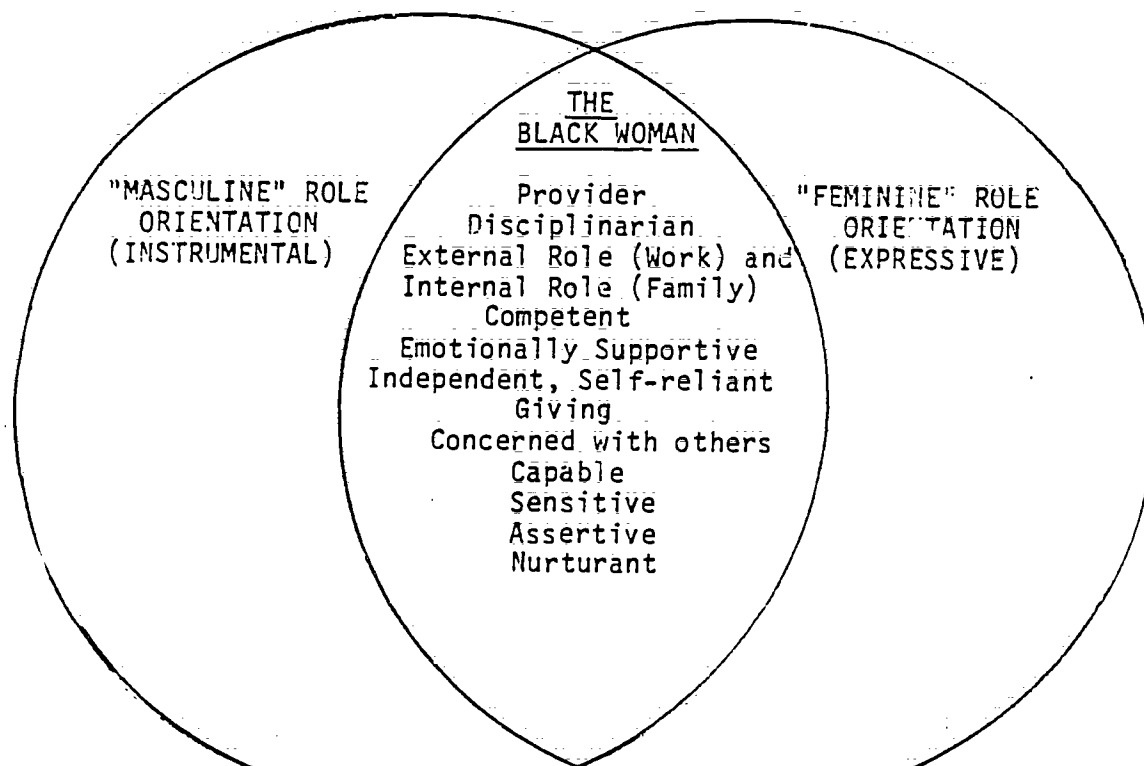 THE
BLACK WOMAN
"MASCULINE" ROLE
ORIENTATION
(INSTRUMENTAL)
Provider
Disciplinarian
External Role (Work) and
Internal Role (Family)
Competent
Emotionally Supportive
Independent, Self-reliant
Giving
Concerned with others
Capable
Sensitive
Assertive
Nurturant
"FEMININE" ROLE
ORIENTATION
(EXPRESSIVE)